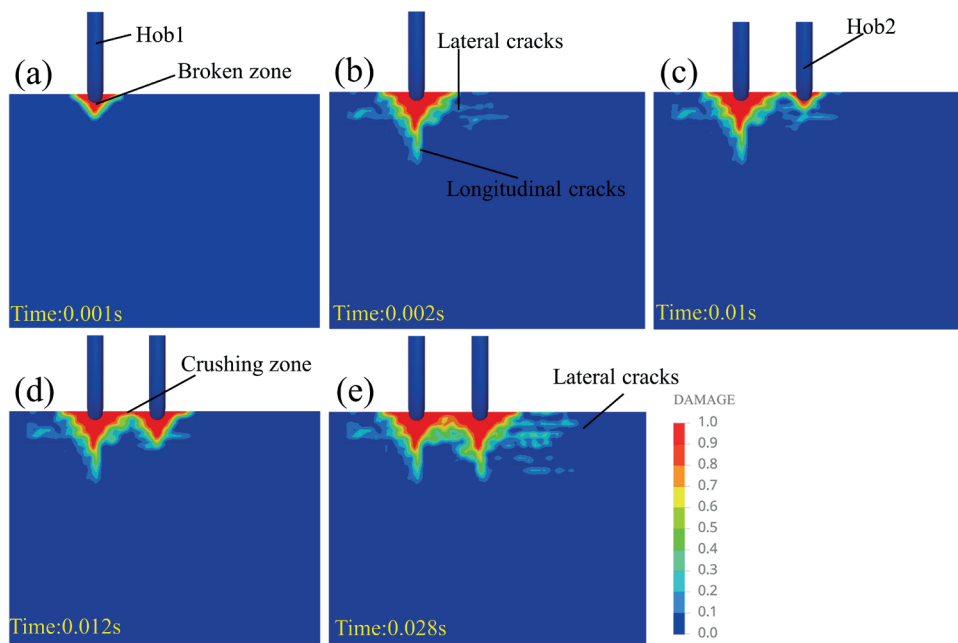 (a)
Hob1
Broken zone
Time:0.001s
(b)
Lateral cracks
Longitudinal cracks
Time:0.002s
(c)
Hob2
Time:0.01s
(d)
Crushing zone
Time:0.012s
(e)
Lateral cracks
Time:0.028s
DAMAGE
1.0
0.9
0.8
0.7
0.6
0.5
0.4
0.3
0.2
0.1
0.0